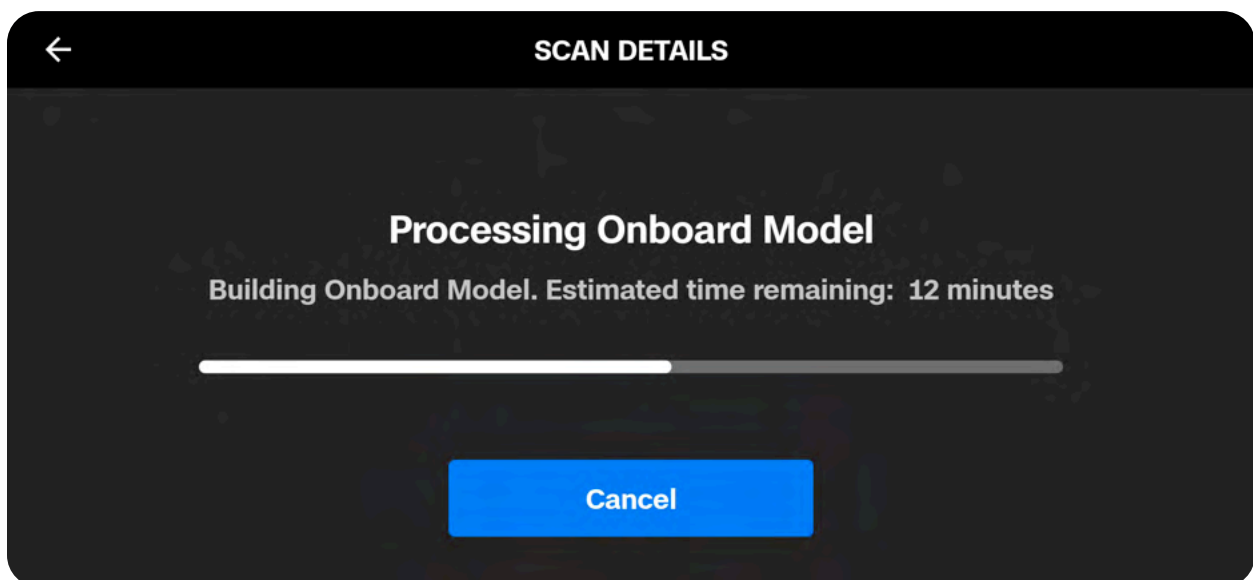 SCAN DETAILS
Processing Onboard Model
Building Onboard Model. Estimated time remaining: 12 minutes
Cancel